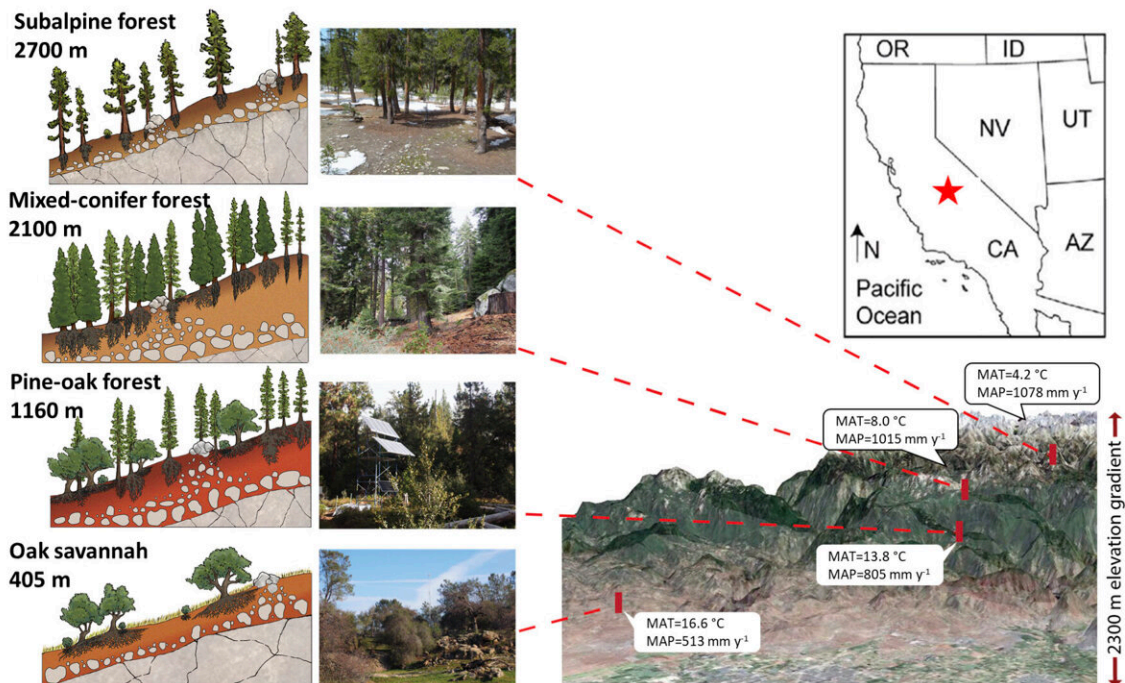 Subalpine forest
2700 m
Mixed-conifer forest
2100 m
Pine-oak forest
1160 m
Oak savannah
405 m
OR
ID
NV
UT
CA
AZ
N
Pacific
Ocean
MAT=4.2 °C
MAP=1078 mm y⁻¹
MAT=8.0 °C
MAP=1015 mm y⁻¹
MAT=13.8 °C
MAP=805 mm y⁻¹
MAT=16.6 °C
MAP=513 mm y⁻¹
2300 m elevation gradient